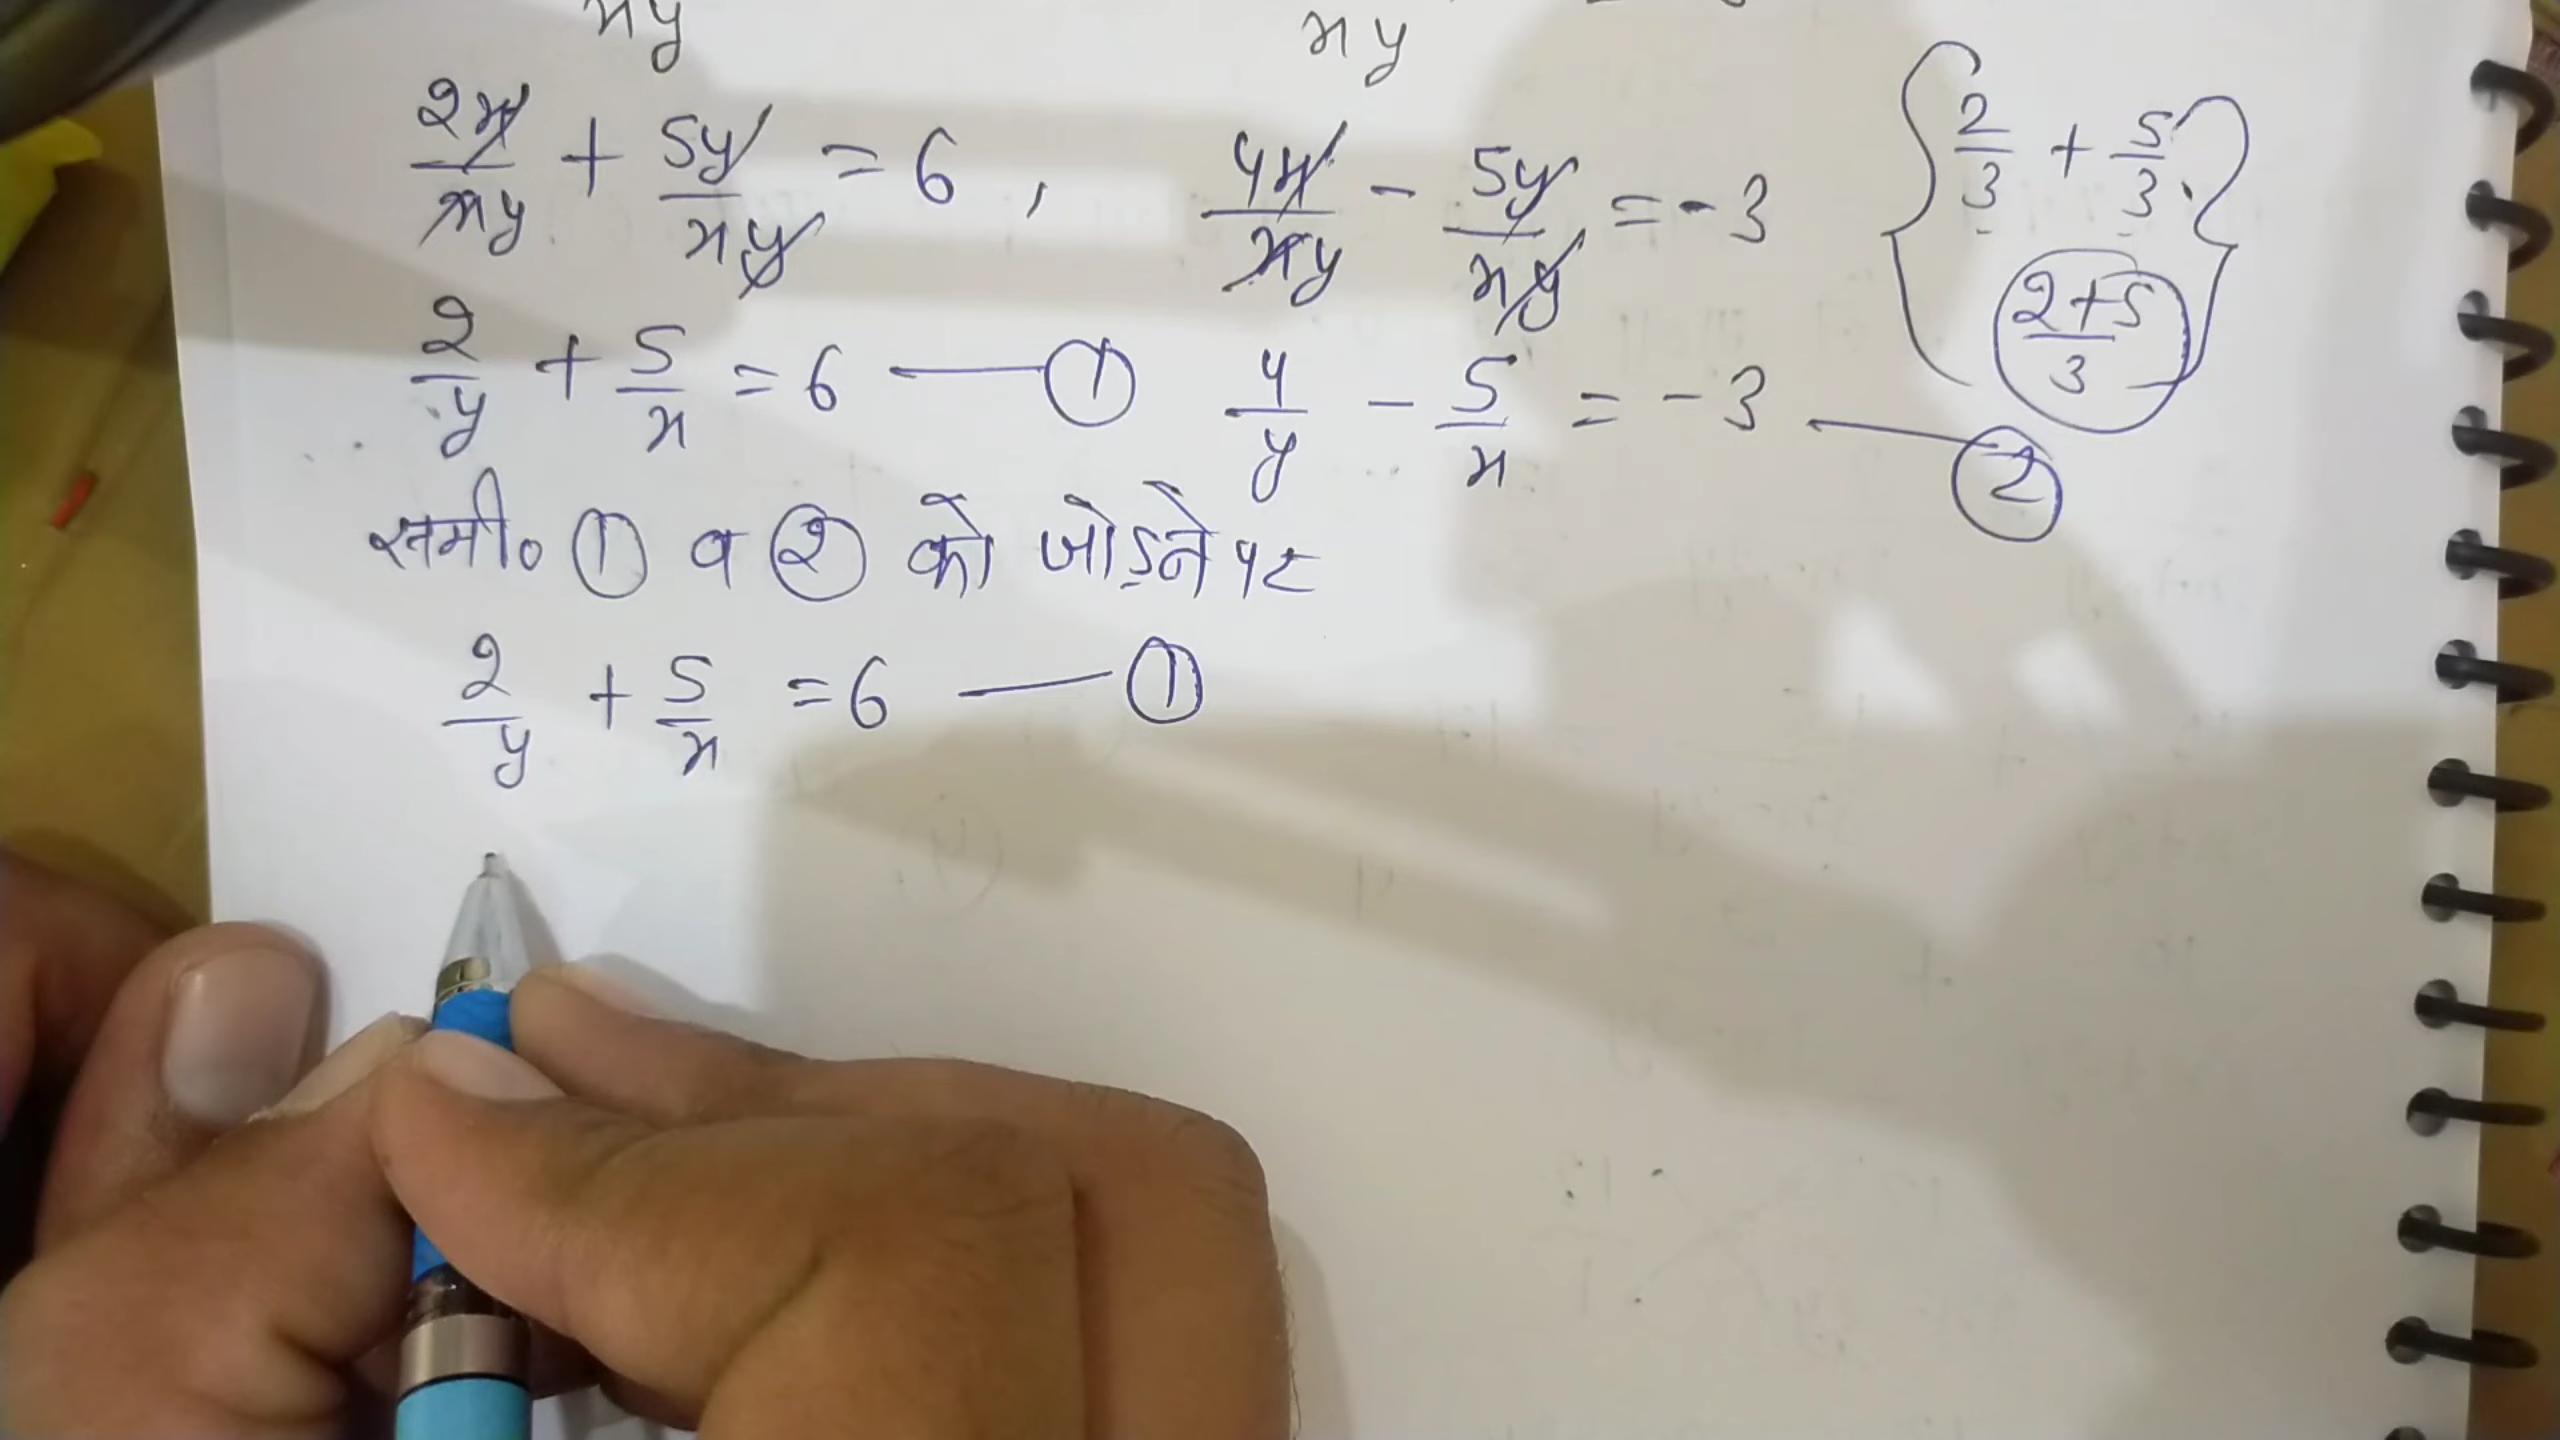 xy xy
2x/xy + 5y/xy = 6 , 4x/xy - 5y/xy = -3
{2/3 + 5/3.}
(2+5)/3
2/y + 5/x = 6 — ① 4/y - 5/x = -3 — ②
समी० ① व ② को जोड़ने पर
2/y + 5/x = 6 — ①